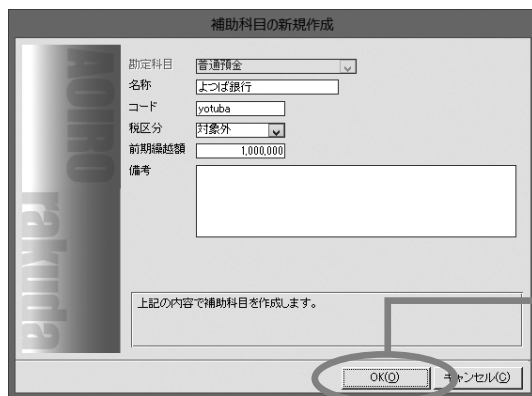 補助科目の新規作成
勘定科目 普通預金
名称 よつば銀行
コード yotuba
税区分 対象外
前期繰越額 1,000,000
備考
AOIRO
rakuda
上記の内容で補助科目を作成します。
OK(O) キャンセル(C)